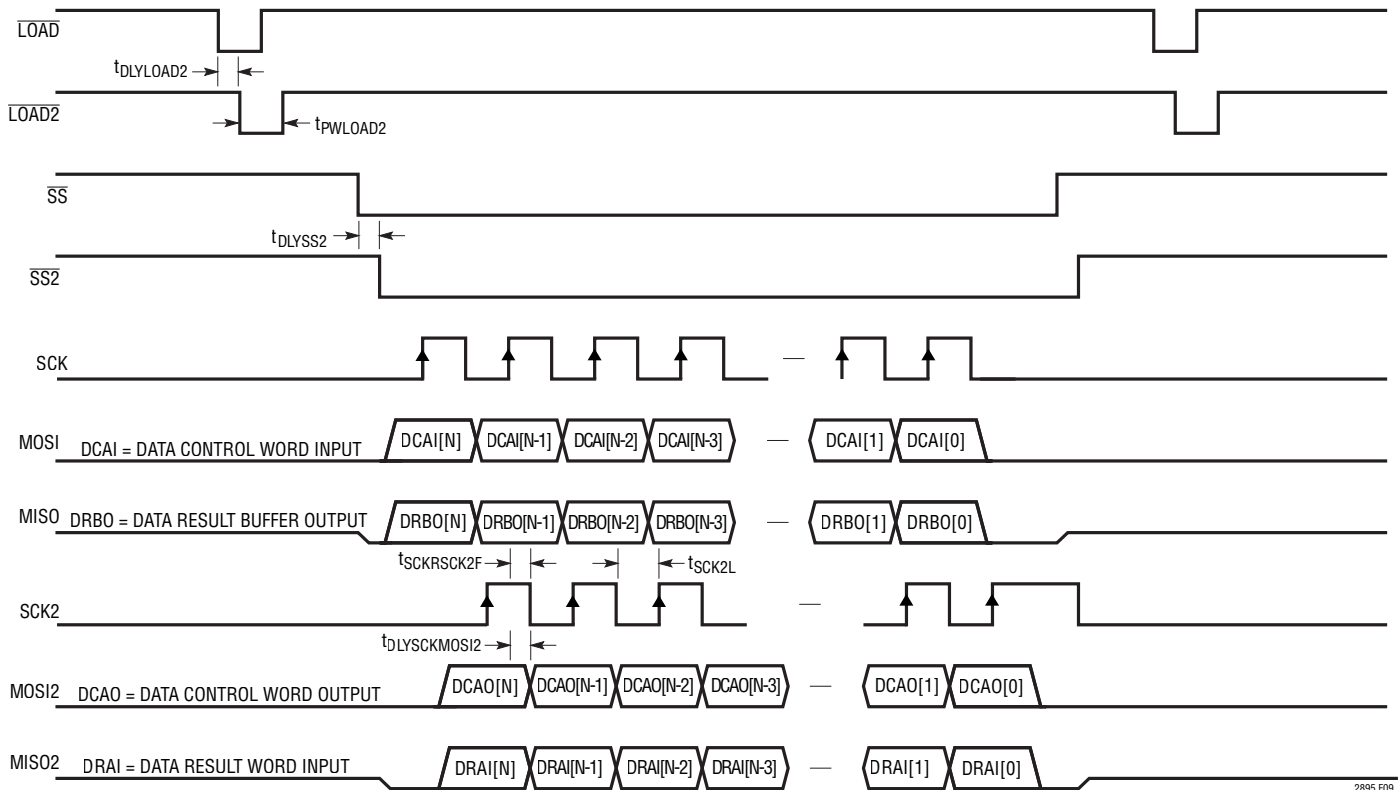 LOAD
tDLYLOAD2
LOAD2
tPWLOAD2
SS
tDLYSS2
SS2
SCK
MOSI DCAI = DATA CONTROL WORD INPUT DCAI[N] DCAI[N-1] DCAI[N-2] DCAI[N-3] — DCAI[1] DCAI[0]
MISO DRBO = DATA RESULT BUFFER OUTPUT DRBO[N] DRBO[N-1] DRBO[N-2] DRBO[N-3] — DRBO[1] DRBO[0]
tSCKRSCK2F tSCK2L
SCK2
tDLYSCKMOSI2
MOSI2 DCAO = DATA CONTROL WORD OUTPUT DCAO[N] DCAO[N-1] DCAO[N-2] DCAO[N-3] — DCAO[1] DCAO[0]
MISO2 DRAI = DATA RESULT WORD INPUT DRAI[N] DRAI[N-1] DRAI[N-2] DRAI[N-3] — DRAI[1] DRAI[0]
2895 F09